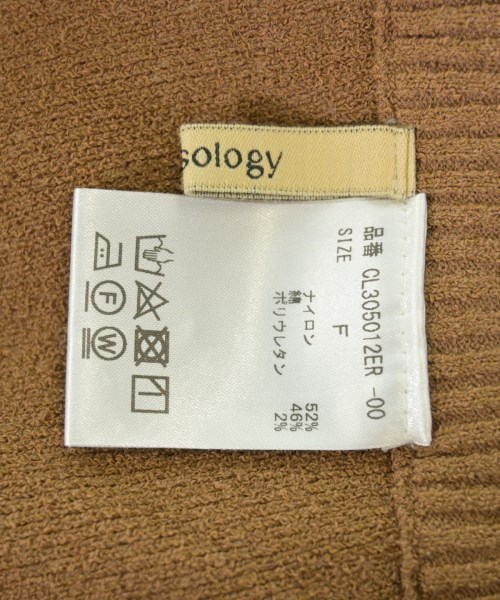 sology
品番 CL305012ER -00
SIZE F
ナイロン 52%
綿 46%
ポリウレタン 2%
F
W